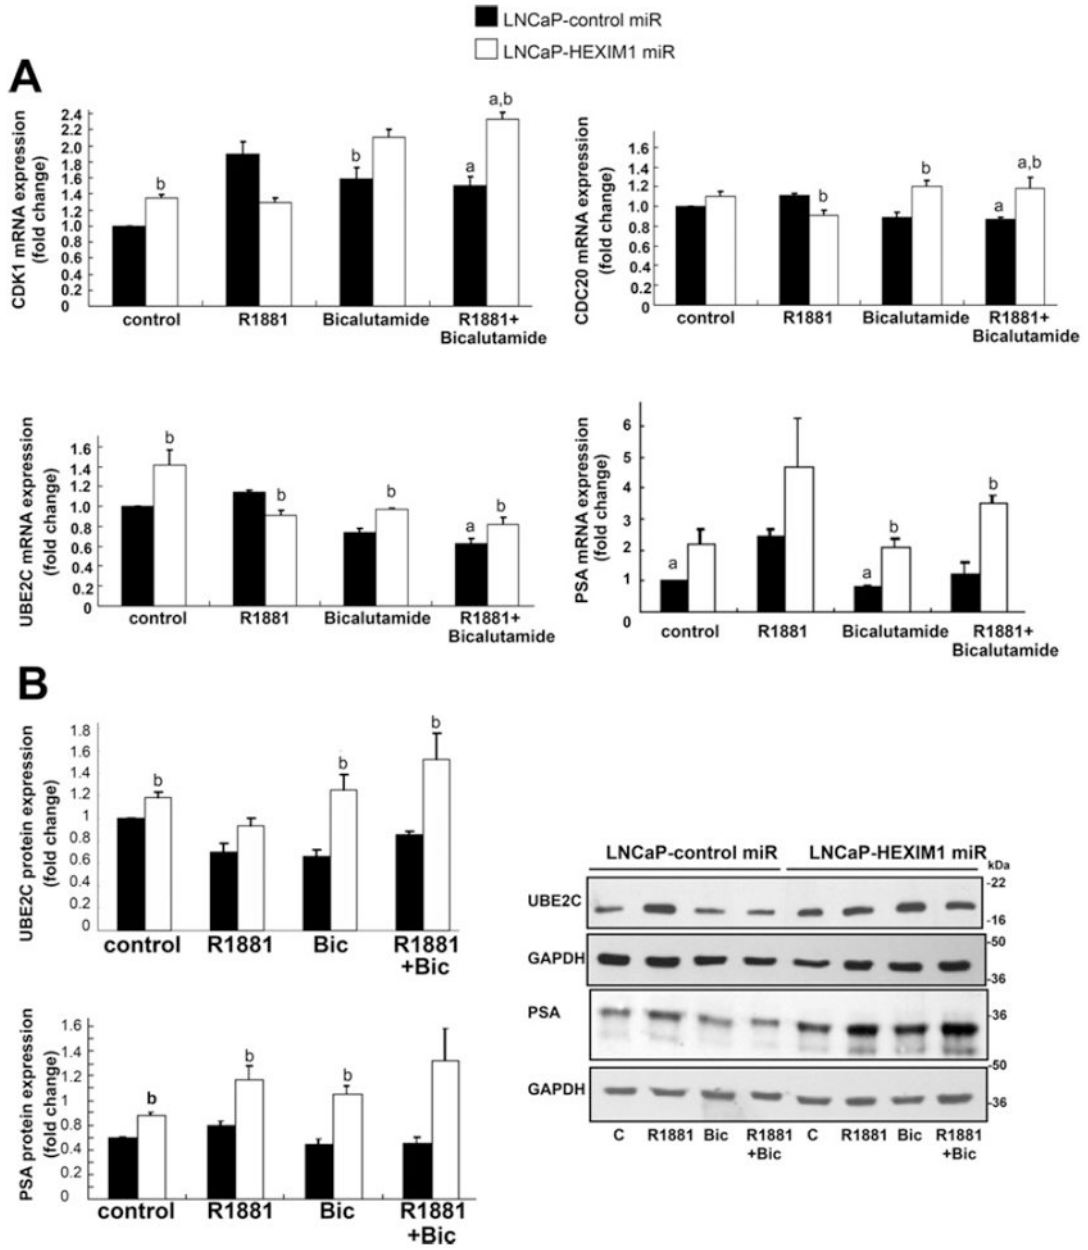 LNCaP-control miR
LNCaP-HEXIM1 miR
A
CDK1 mRNA expression
(fold change)
2.4
2.2
2.0
1.8
1.6
1.4
1.2
1.0
0.8
0.6
0.4
0.2
0
b
b
a
a,b
control
R1881
Bicalutamide
R1881+
Bicalutamide
CDC20 mRNA expression
(fold change)
1.6
1.4
1.2
1.0
0.8
0.6
0.4
0.2
0
b
b
a
a,b
control
R1881
Bicalutamide
R1881+
Bicalutamide
UBE2C mRNA expression
(fold change)
1.6
1.4
1.2
1.0
0.8
0.6
0.4
0.2
0
b
b
b
a
b
control
R1881
Bicalutamide
R1881+
Bicalutamide
PSA mRNA expression
(fold change)
6
5
4
3
2
1
0
a
a
b
b
control
R1881
Bicalutamide
R1881+
Bicalutamide
B
UBE2C protein expression
(fold change)
1.8
1.6
1.4
1.2
1
0.8
0.6
0.4
0.2
0
b
b
b
control
R1881
Bic
R1881
+Bic
PSA protein expression
(fold change)
1.6
1.4
1.2
1
0.8
0.6
0.4
0.2
0
b
b
b
control
R1881
Bic
R1881
+Bic
LNCaP-control miR
LNCaP-HEXIM1 miR
kDa
UBE2C
-22
-16
GAPDH
-50
-36
PSA
-36
GAPDH
-50
-36
C
R1881
Bic
R1881
+Bic
C
R1881
Bic
R1881
+Bic